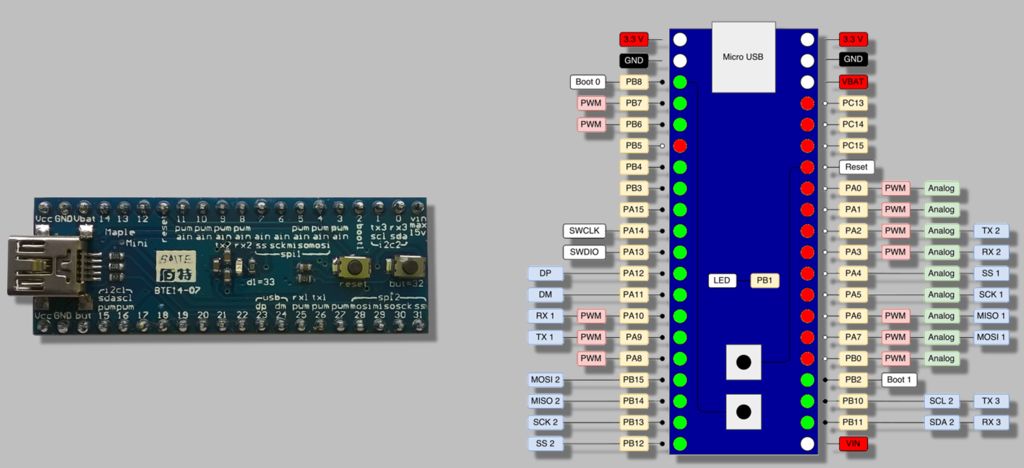 Vcc GND Vbat 14 13 12 reset 11 10 9 8 7 6 5 4 3 2 1 0 vin
pwm pwm pwm pwm pwm max
Maple ain ain ain ain ain ain ain ain ain boot1 tx3 rx3 15v
Mini tx2 rx2 ss sck miso mosi scl sda
spi1 i2c2
BAITE
d1=33 reset but=32
BTE14-07
i2c1 usb rx1 tx1 spi2
sda scl dp dm mosi miso sck ss
pwm pwm pwm pwm pwm
Vcc GND but 15 16 17 18 19 20 21 22 23 24 25 26 27 28 29 30 31
Micro USB
3.3 V 3.3 V
GND GND
Boot 0 PB8 VBAT
PWM PB7 PC13
PWM PB6 PC14
PB5 PC15
PB4 Reset
PB3 PA0 PWM Analog
PA15 PA1 PWM Analog
SWCLK PA14 PA2 PWM Analog TX 2
SWDIO PA13 PA3 PWM Analog RX 2
DP PA12 LED PB1 PA4 Analog SS 1
DM PA11 PA5 Analog SCK 1
RX 1 PWM PA10 PA6 PWM Analog MISO 1
TX 1 PWM PA9 PA7 PWM Analog MOSI 1
PWM PA8 PB0 PWM Analog
MOSI 2 PB15 PB2 Boot 1
MISO 2 PB14 PB10 SCL 2 TX 3
SCK 2 PB13 PB11 SDA 2 RX 3
SS 2 PB12 VIN